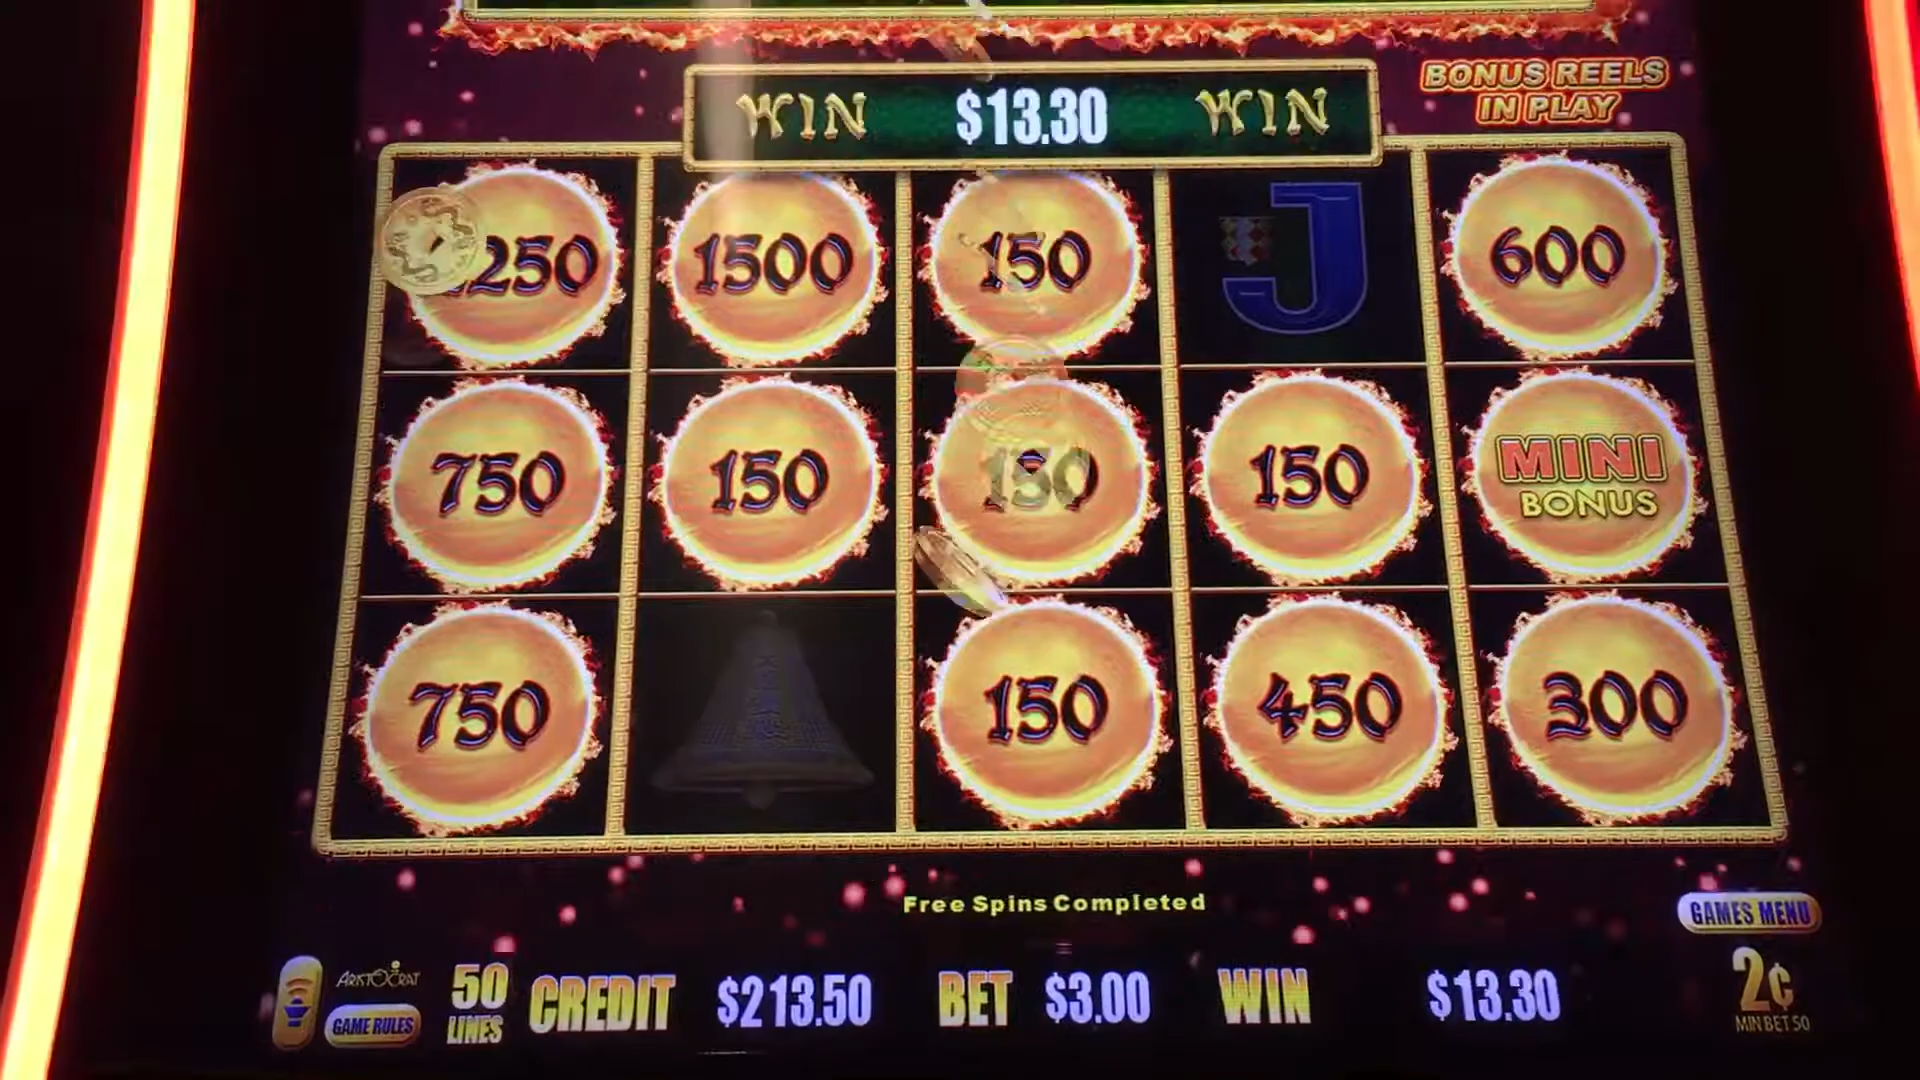 WIN $13.30 WIN
BONUS REELS
IN PLAY
1500 150 J 600
750 150 150 150 MINI
BONUS
750 150 450 300
Free Spins Completed
GAMES MENU
ARISTOCRAT
GAME RULES
50
LINES
CREDIT $213.50 BET $3.00 WIN $13.30
2¢
MIN BET 50